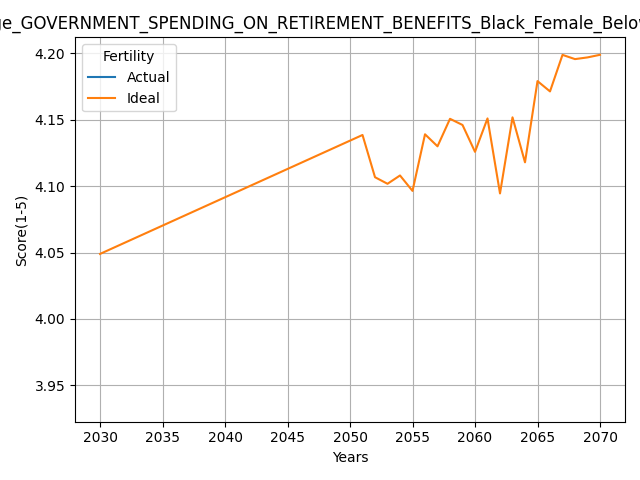 ge_GOVERNMENT_SPENDING_ON_RETIREMENT_BENEFITS_Black_Female_Below
Fertility
Actual
Ideal
4.20
4.15
4.10
4.05
4.00
3.95
Score(1-5)
2030 2035 2040 2045 2050 2055 2060 2065 2070
Years